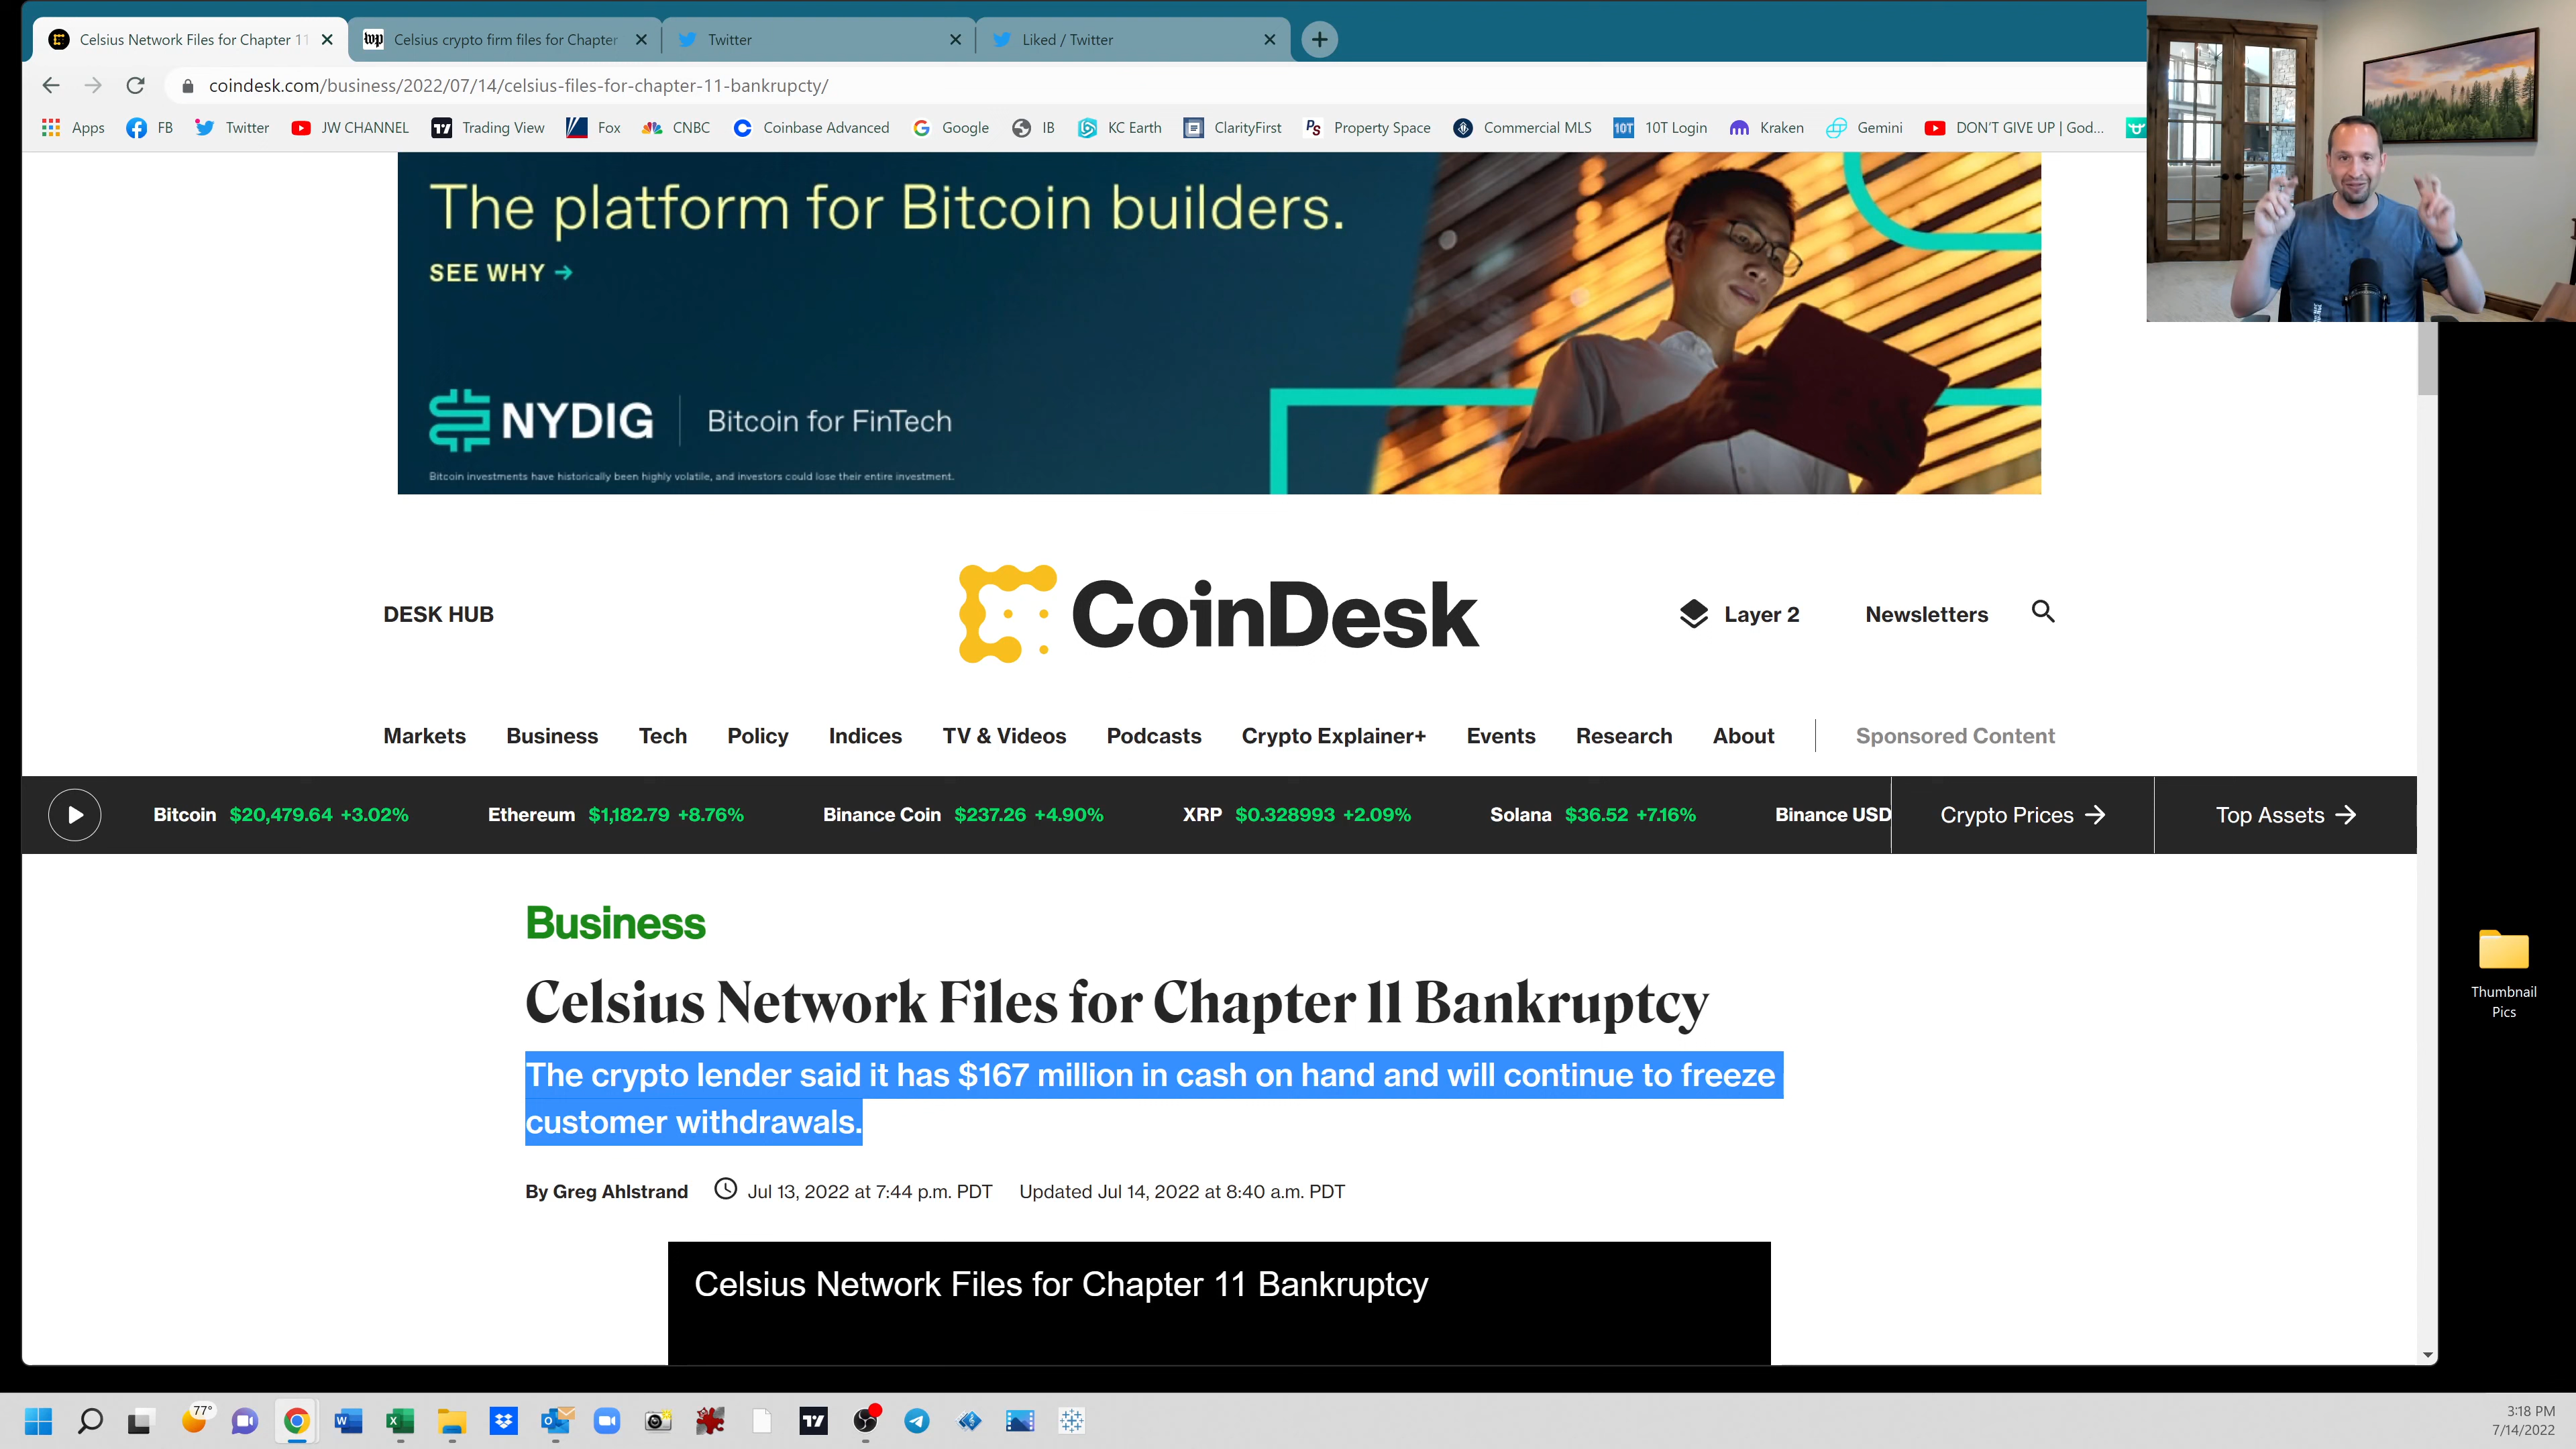 Celsius Network Files for Chapter 11
Celsius crypto firm files for Chapter
Twitter
Liked / Twitter
coindesk.com/business/2022/07/14/celsius-files-for-chapter-11-bankrupcty/
Apps FB Twitter JW CHANNEL Trading View Fox CNBC Coinbase Advanced Google IB KC Earth ClarityFirst Property Space Commercial MLS 10T Login Kraken Gemini DON'T GIVE UP | God...
The platform for Bitcoin builders.
SEE WHY →
NYDIG | Bitcoin for FinTech
Bitcoin investments have historically been highly volatile, and investors could lose their entire investment.
DESK HUB
CoinDesk
Layer 2 Newsletters
Markets Business Tech Policy Indices TV & Videos Podcasts Crypto Explainer+ Events Research About Sponsored Content
Bitcoin $20,479.64 +3.02% Ethereum $1,182.79 +8.76% Binance Coin $237.26 +4.90% XRP $0.328993 +2.09% Solana $36.52 +7.16% Binance USD Crypto Prices → Top Assets →
Business
Celsius Network Files for Chapter 11 Bankruptcy
The crypto lender said it has $167 million in cash on hand and will continue to freeze
customer withdrawals.
By Greg Ahlstrand Jul 13, 2022 at 7:44 p.m. PDT Updated Jul 14, 2022 at 8:40 a.m. PDT
Celsius Network Files for Chapter 11 Bankruptcy
Thumbnail
Pics
77°
3:18 PM
7/14/2022